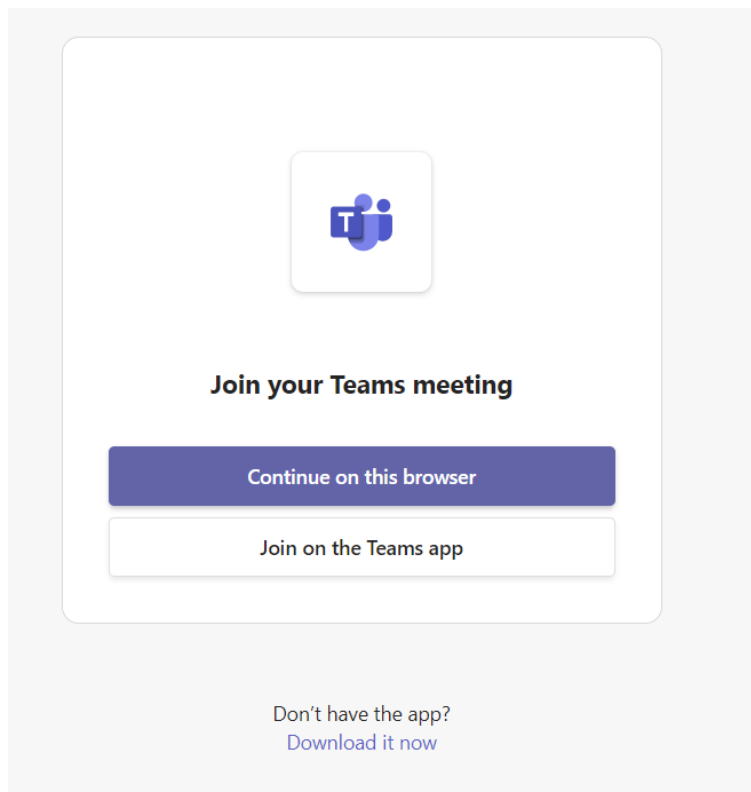 T
Join your Teams meeting
Continue on this browser
Join on the Teams app
Don’t have the app?
Download it now